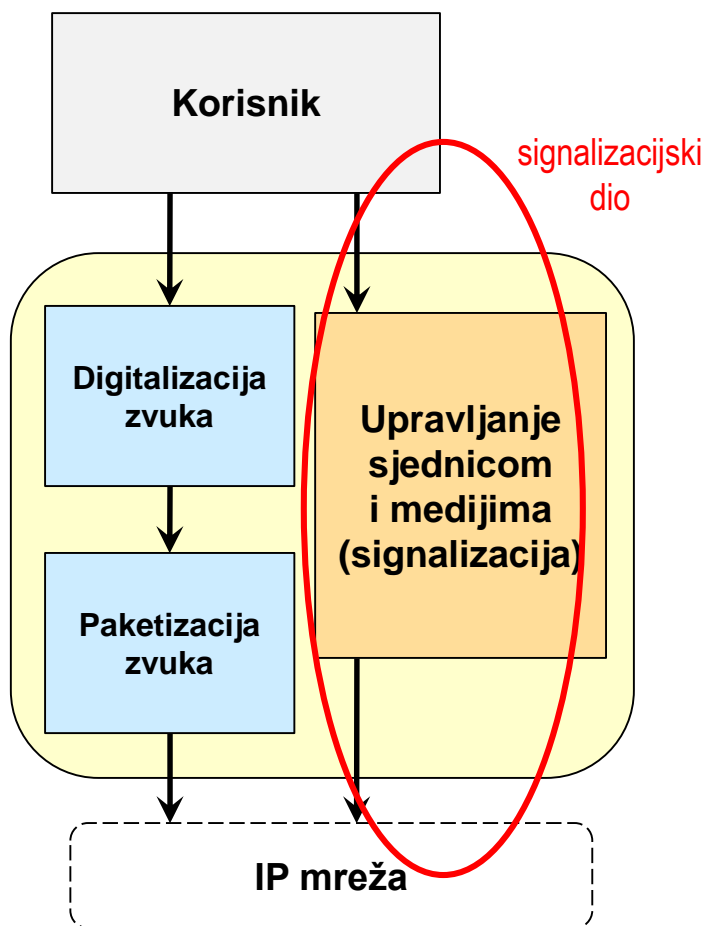 Korisnik
signalizacijski
dio
Digitalizacija
zvuka
Upravljanje
sjednicom
i medijima
(signalizacija)
Paketizacija
zvuka
IP mreža